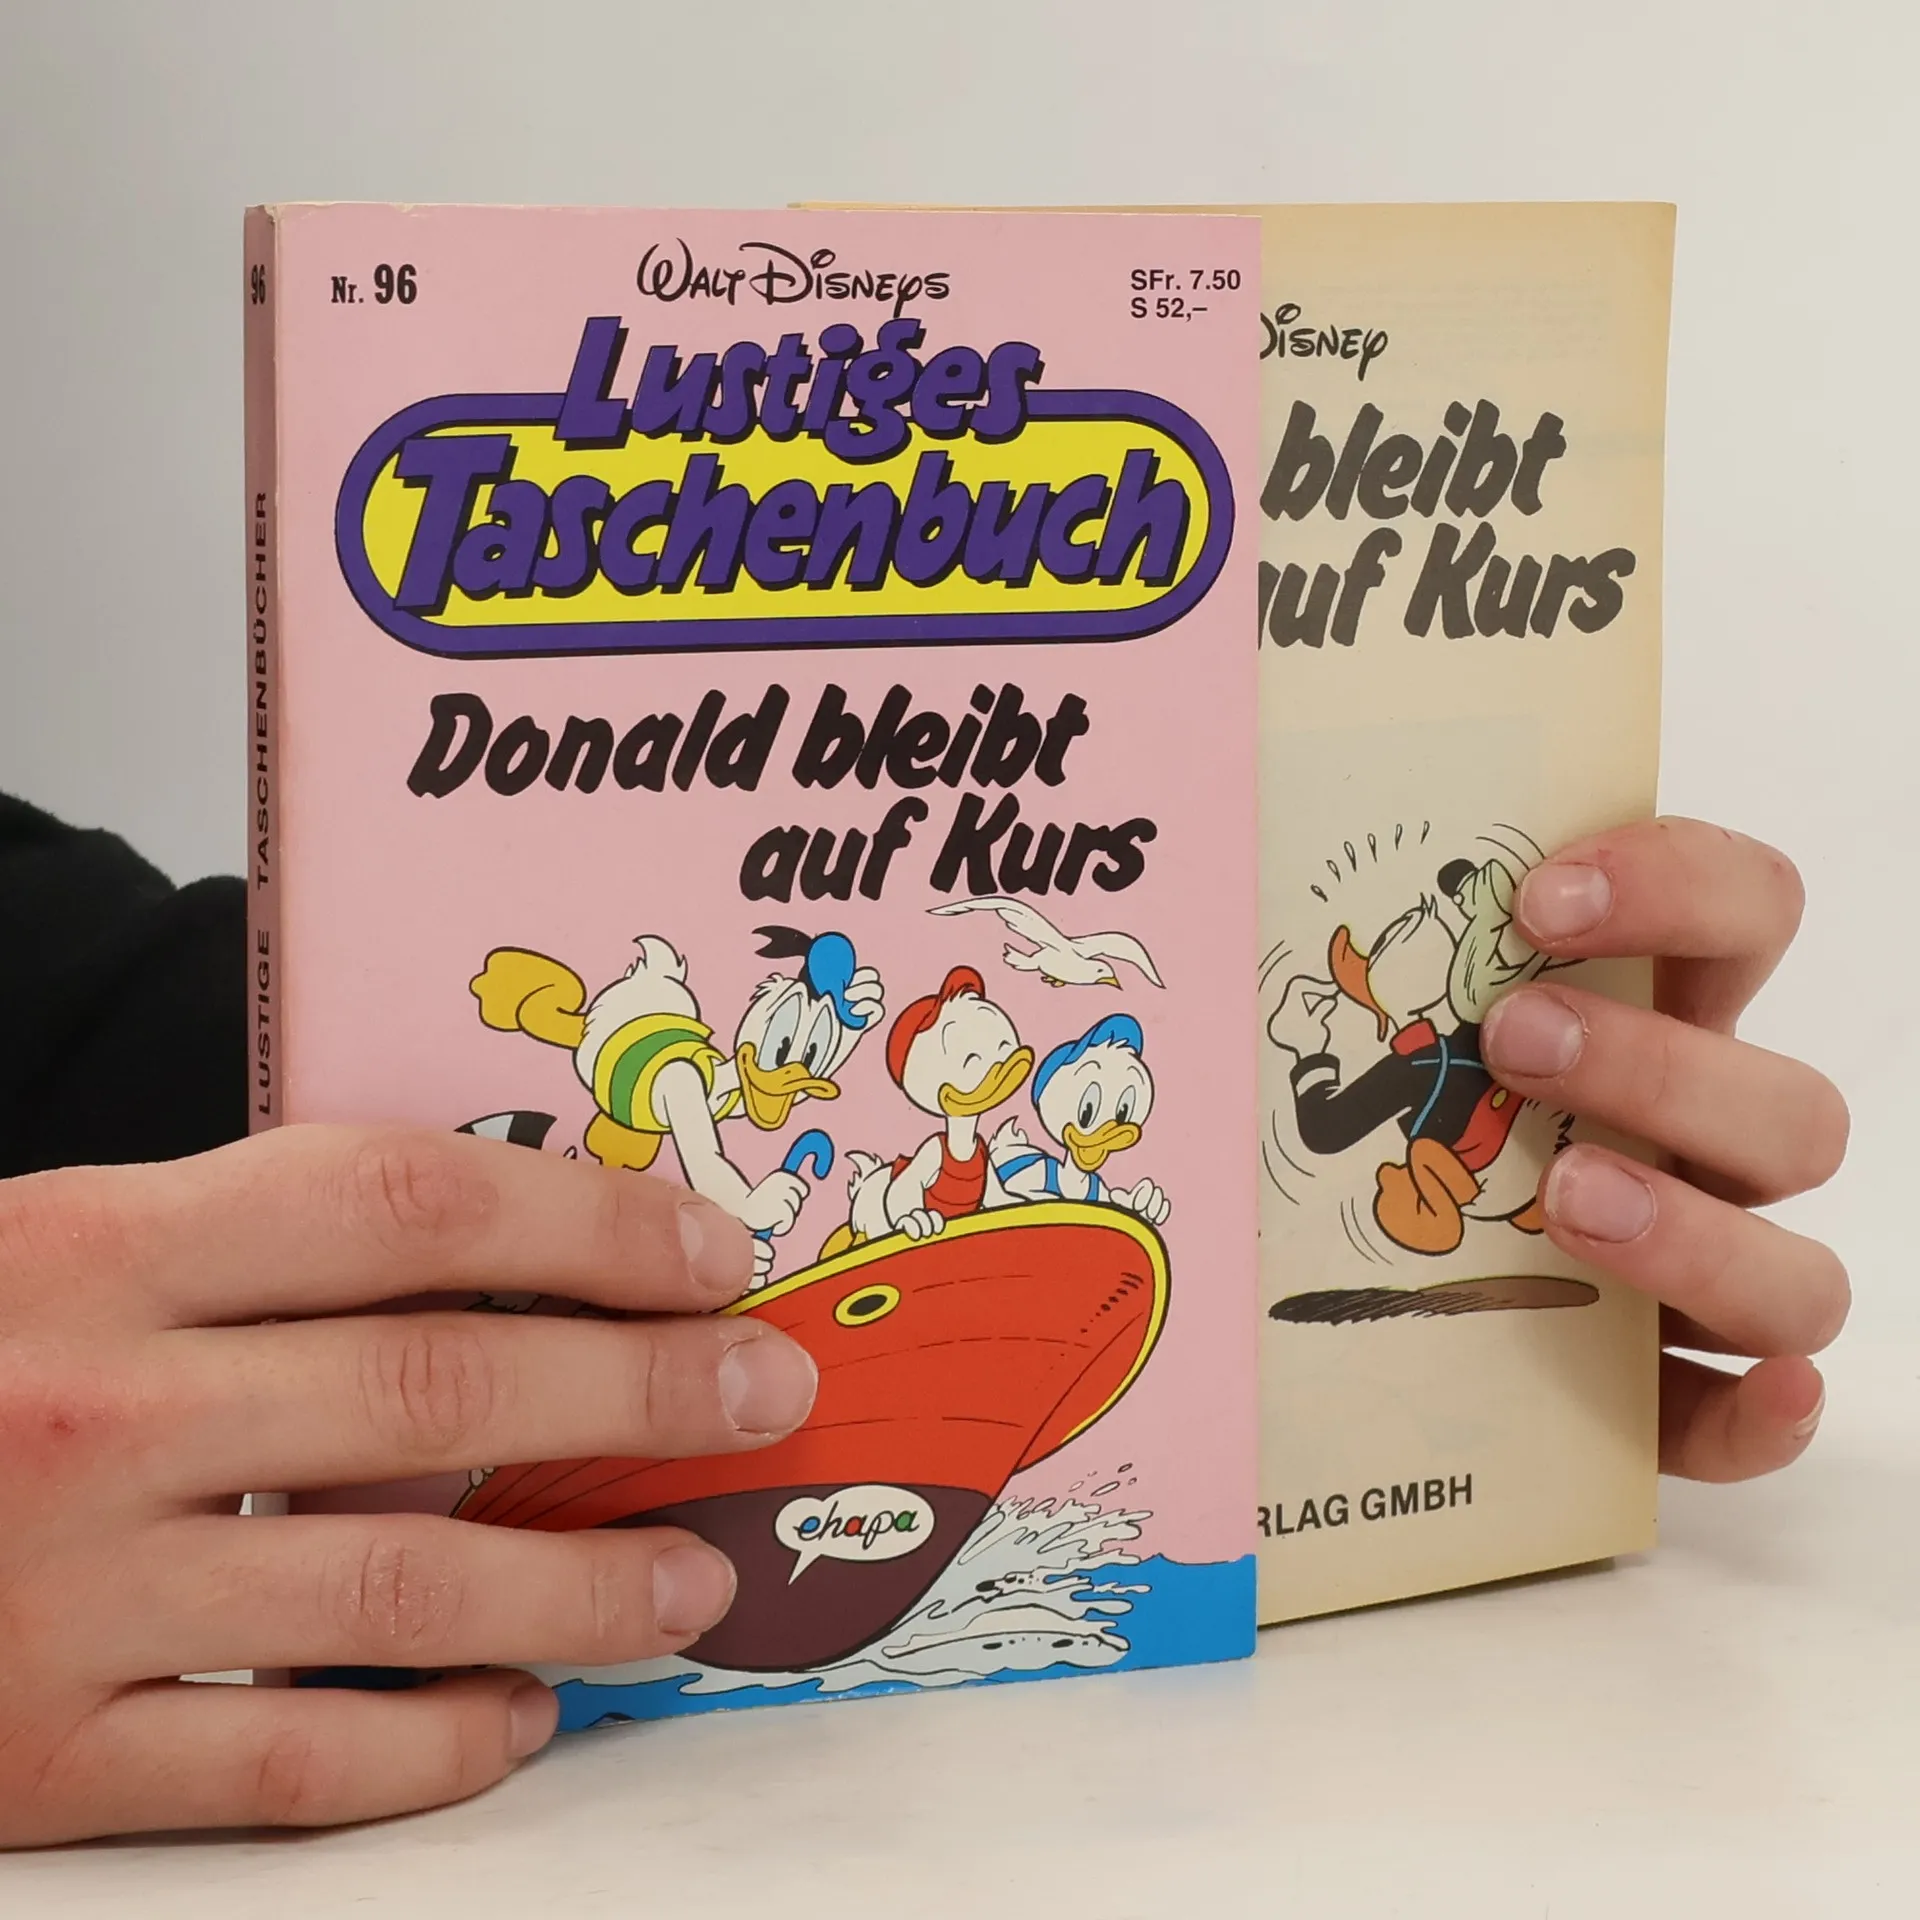 96
LUSTIGE TASCHENBÜCHER
Nr. 96
WALT DISNEYS
SFr. 7.50
S 52,–
Lustiges
Taschenbuch
Donald bleibt
auf Kurs
ehapa
DISNEY
bleibt
auf Kurs
RLAG GMBH